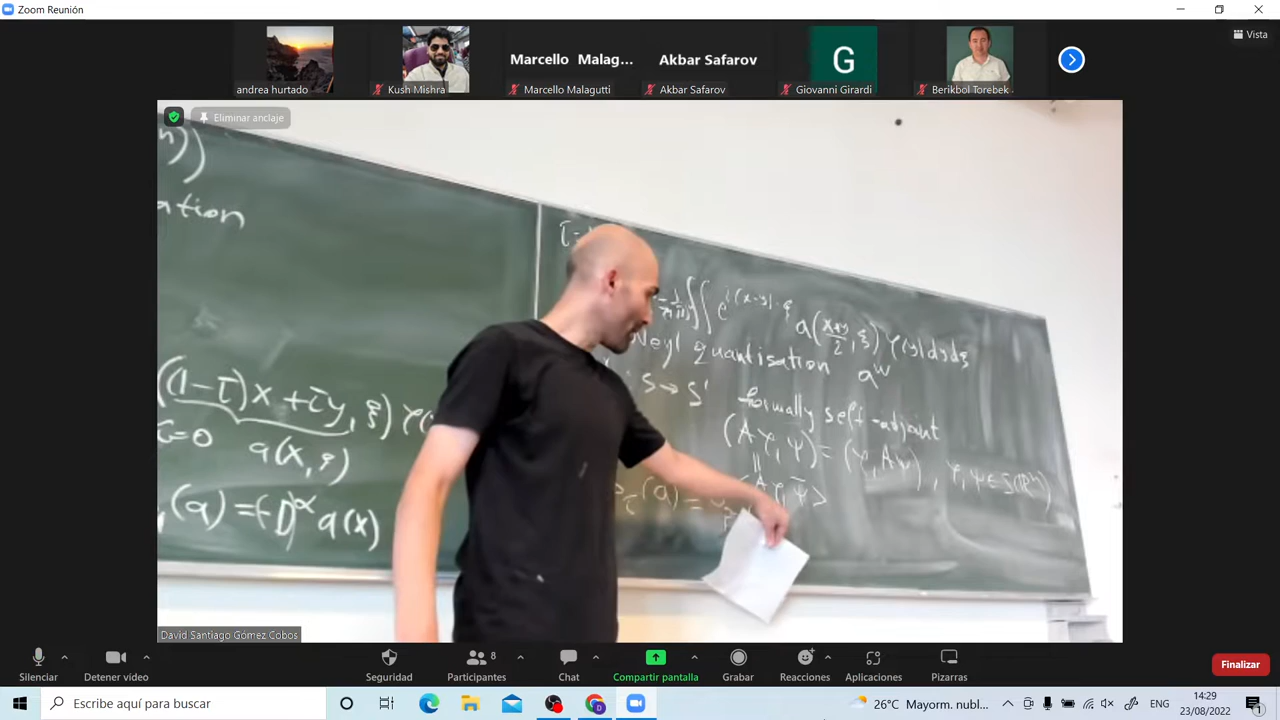 Zoom Reunión
Vista
Marcello Malag...
Akbar Safarov
G
andrea hurtado
Kush Mishra
Marcello Malagutti
Akbar Safarov
Giovanni Girardi
Berikbol Torebek
Eliminar anclaje
ation
e^{i(x-y)·ξ} a(x+y/2, ξ) φ(y)dydξ
Weyl quantisation a^w
S → S'
formally self-adjoint
((1-τ)x + τy, ξ) φ(
τ=0 a(x, ξ)
(Aφ, ψ) = (φ, Aψ), φ, ψ ∈ S(ℝⁿ)
(a) = (-D)^α a(x)
David Santiago Gómez Cobos
Silenciar
Detener video
Seguridad
Participantes
8
Chat
Compartir pantalla
Grabar
Reacciones
Aplicaciones
Pizarras
Finalizar
Escribe aquí para buscar
26°C Mayorm. nubl...
ENG
14:29
23/08/2022
1